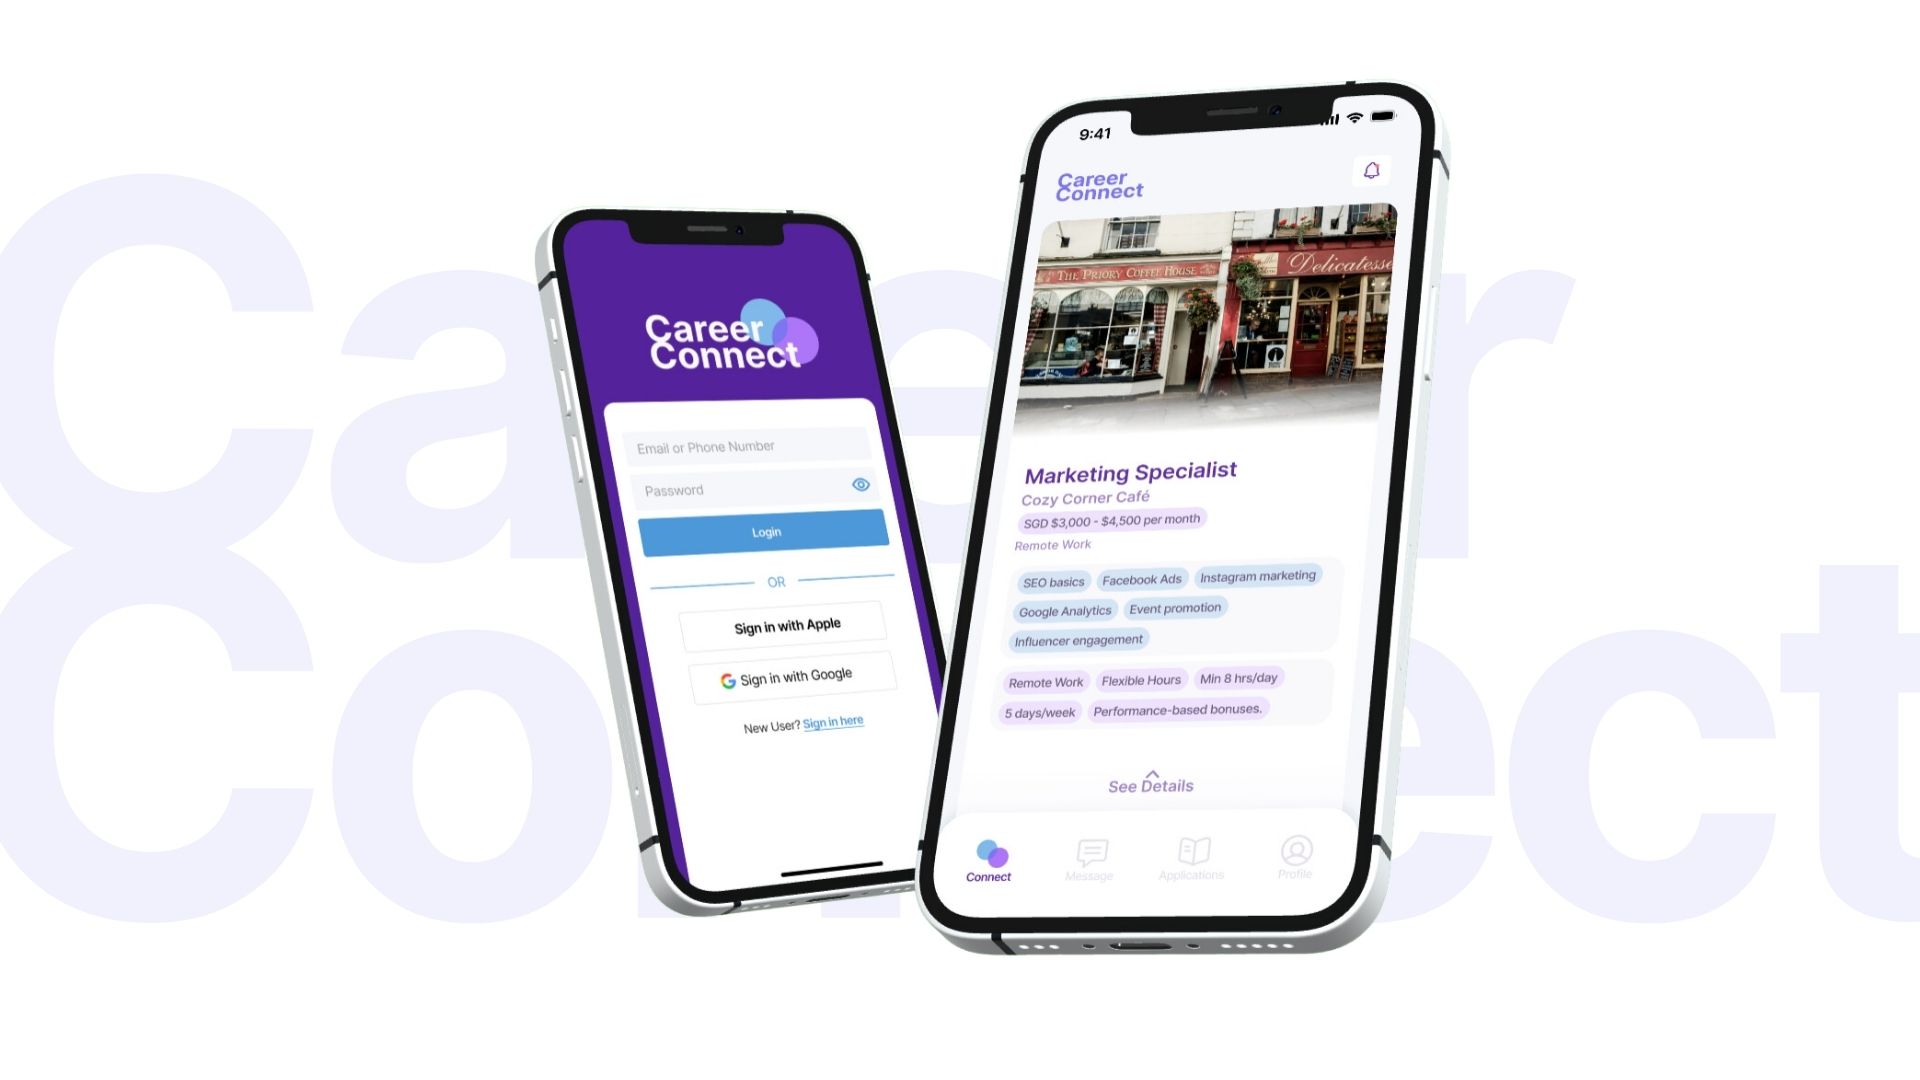 Career
Connect
Career
Connect
Email or Phone Number
Password
Login
OR
Sign in with Apple
Sign in with Google
New User? Sign in here
9:41
Career
Connect
THE PRIORY COFFEE HOUSE
Delicatesse
Marketing Specialist
Cozy Corner Café
SGD $3,000 - $4,500 per month
Remote Work
SEO basics Facebook Ads Instagram marketing
Google Analytics Event promotion
Influencer engagement
Remote Work Flexible Hours Min 8 hrs/day
5 days/week Performance-based bonuses.
See Details
Connect Message Applications Profile